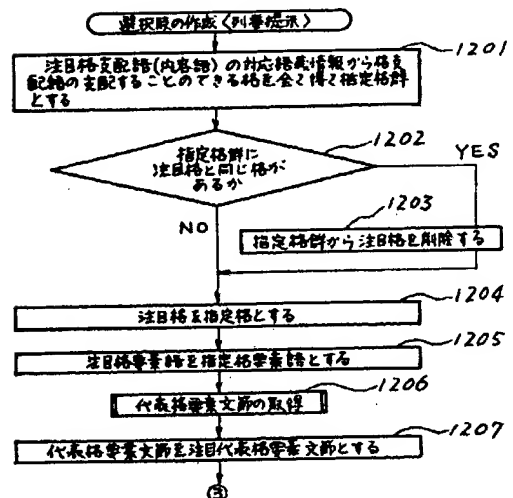 選択肢の作成〈列挙提示〉
1201
注目格支配語(内容語)の対応格表情報から格支
配語の支配することのできる格を全て得て指定格群
とする
1202
指定格群に
注目格と同じ格が
あるか
YES
NO
1203
指定格群から注目格を削除する
1204
注目格を指定格とする
1205
注目格要素語を指定格要素語とする
1206
代表格要素文節の取得
1207
代表格要素文節を注目代表格要素文節とする
③